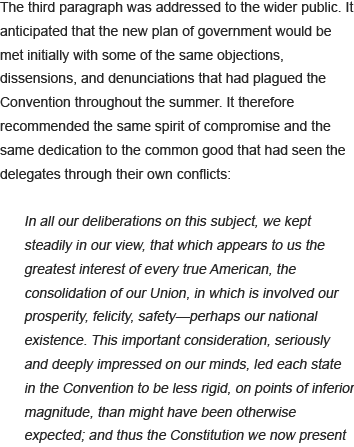 The third paragraph was addressed to the wider public. It
anticipated that the new plan of government would be
met initially with some of the same objections,
dissensions, and denunciations that had plagued the
Convention throughout the summer. It therefore
recommended the same spirit of compromise and the
same dedication to the common good that had seen the
delegates through their own conflicts:
In all our deliberations on this subject, we kept
steadily in our view, that which appears to us the
greatest interest of every true American, the
consolidation of our Union, in which is involved our
prosperity, felicity, safety—perhaps our national
existence. This important consideration, seriously
and deeply impressed on our minds, led each state
in the Convention to be less rigid, on points of inferior
magnitude, than might have been otherwise
expected; and thus the Constitution we now present